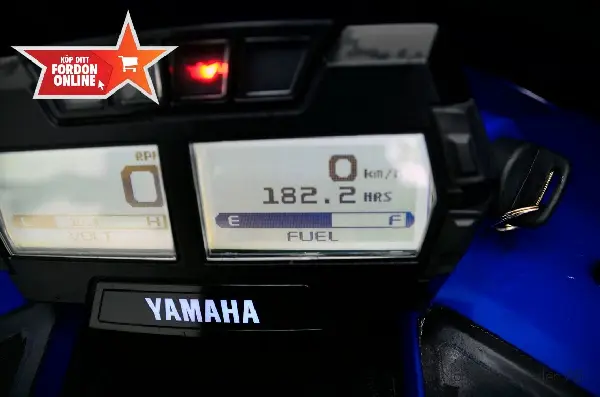 KÖP DITT
FORDON
ONLINE
RPM
0
H
VOLT
0 km/h
182.2 HRS
E F
FUEL
YAMAHA